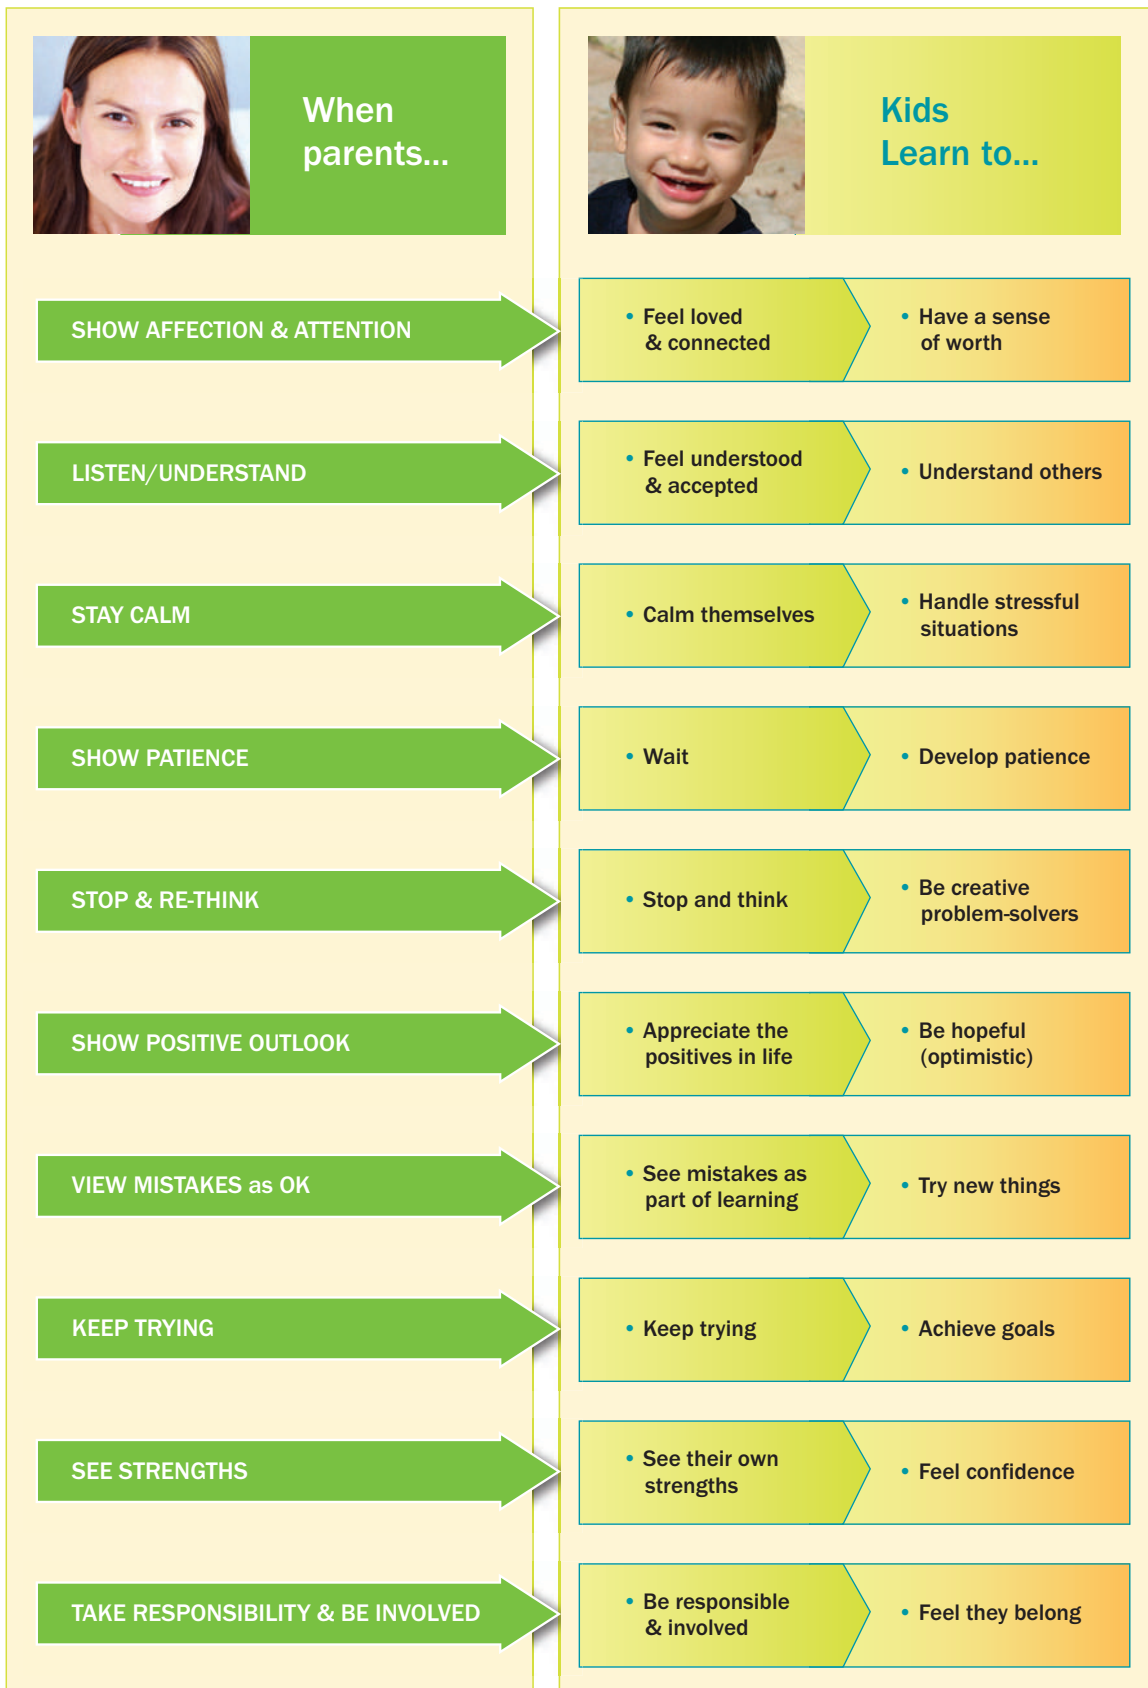 When
parents...
Kids
Learn to...
SHOW AFFECTION & ATTENTION
• Feel loved
& connected
• Have a sense
of worth
LISTEN/UNDERSTAND
• Feel understood
& accepted
• Understand others
STAY CALM
• Calm themselves
• Handle stressful
situations
SHOW PATIENCE
• Wait
• Develop patience
STOP & RE-THINK
• Stop and think
• Be creative
problem-solvers
SHOW POSITIVE OUTLOOK
• Appreciate the
positives in life
• Be hopeful
(optimistic)
VIEW MISTAKES as OK
• See mistakes as
part of learning
• Try new things
KEEP TRYING
• Keep trying
• Achieve goals
SEE STRENGTHS
• See their own
strengths
• Feel confidence
TAKE RESPONSIBILITY & BE INVOLVED
• Be responsible
& involved
• Feel they belong